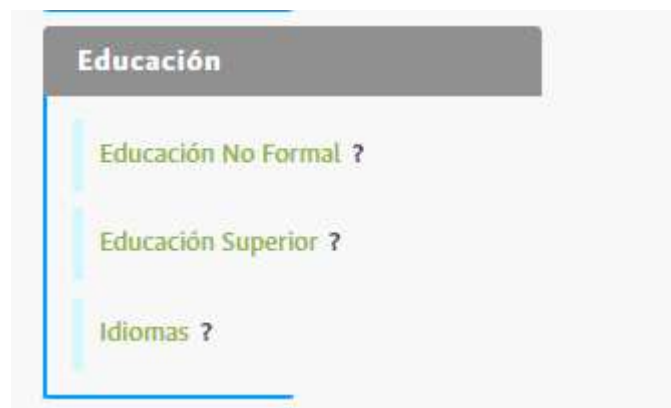 Educación
Educación No Formal ?
Educación Superior ?
Idiomas ?